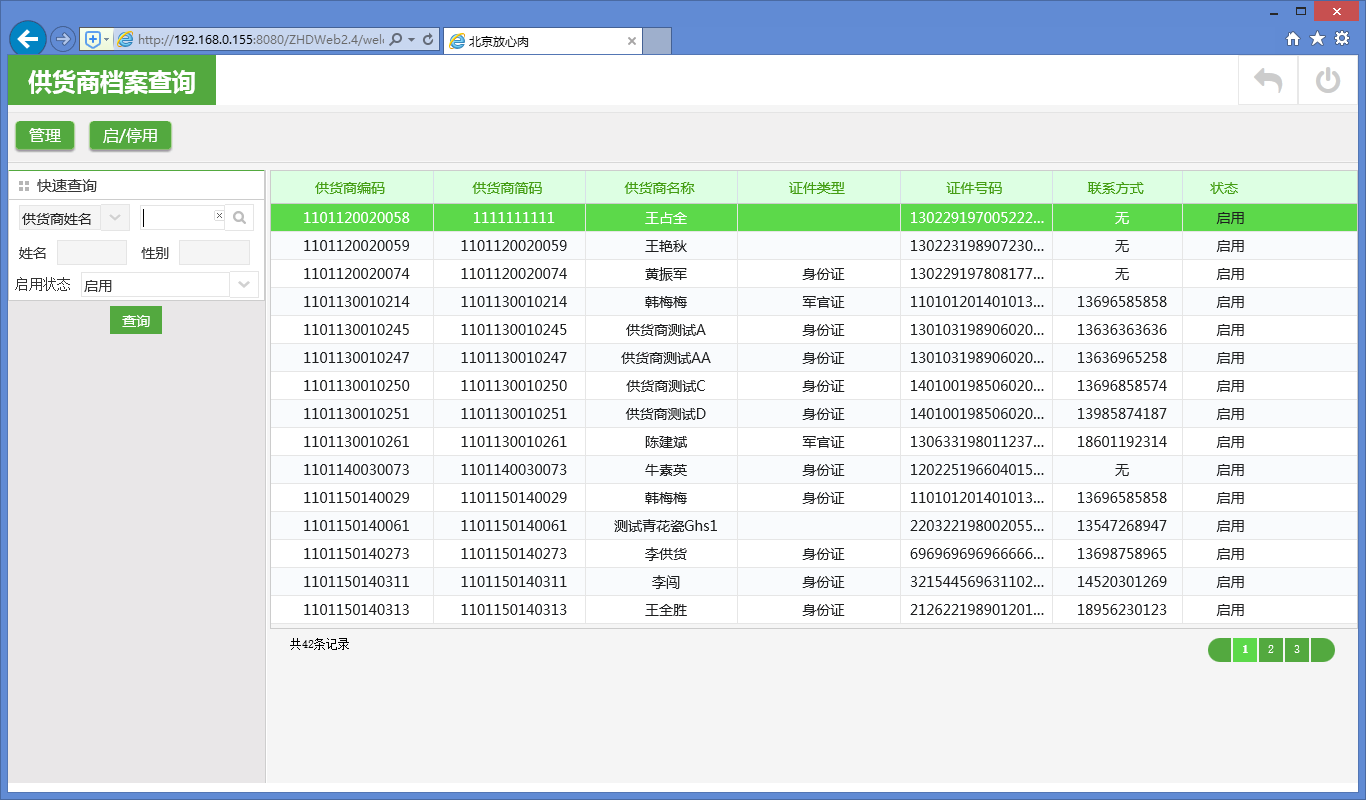 http://192.168.0.155:8080/ZHDWeb2.4/wel
北京放心肉
供货商档案查询
管理 启/停用
快速查询
供货商姓名
姓名 性别
启用状态 启用
查询
供货商编码 供货商简码 供货商名称 证件类型 证件号码 联系方式 状态
1101120020058 1111111111 王占全 130229197005222... 无 启用
1101120020059 1101120020059 王艳秋 130223198907230... 无 启用
1101120020074 1101120020074 黄振军 身份证 130229197808177... 无 启用
1101130010214 1101130010214 韩梅梅 军官证 110101201401013... 13696585858 启用
1101130010245 1101130010245 供货商测试A 身份证 130103198906020... 13636363636 启用
1101130010247 1101130010247 供货商测试AA 身份证 130103198906020... 13636965258 启用
1101130010250 1101130010250 供货商测试C 身份证 140100198506020... 13696858574 启用
1101130010251 1101130010251 供货商测试D 身份证 140100198506020... 13985874187 启用
1101130010261 1101130010261 陈建斌 军官证 130633198011237... 18601192314 启用
1101140030073 1101140030073 牛素英 身份证 120225196604015... 无 启用
1101150140029 1101150140029 韩梅梅 身份证 110101201401013... 13696585858 启用
1101150140061 1101150140061 测试青花瓷Ghs1 220322198002055... 13547268947 启用
1101150140273 1101150140273 李供货 身份证 696969696966666... 13698758965 启用
1101150140311 1101150140311 李闯 身份证 321544569631102... 14520301269 启用
1101150140313 1101150140313 王全胜 身份证 212622198901201... 18956230123 启用
共42条记录
1 2 3